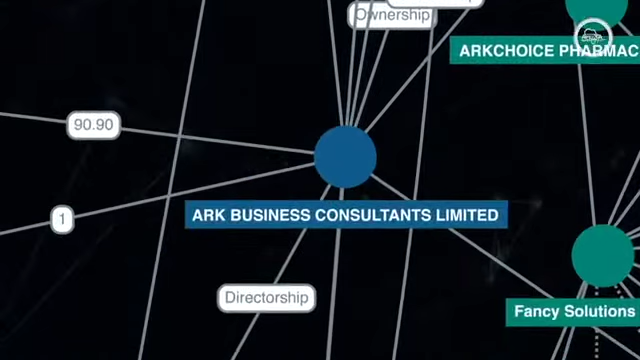 Ownership
ARKCHOICE PHARMAC
90.90
ARK BUSINESS CONSULTANTS LIMITED
1
Directorship
Fancy Solutions